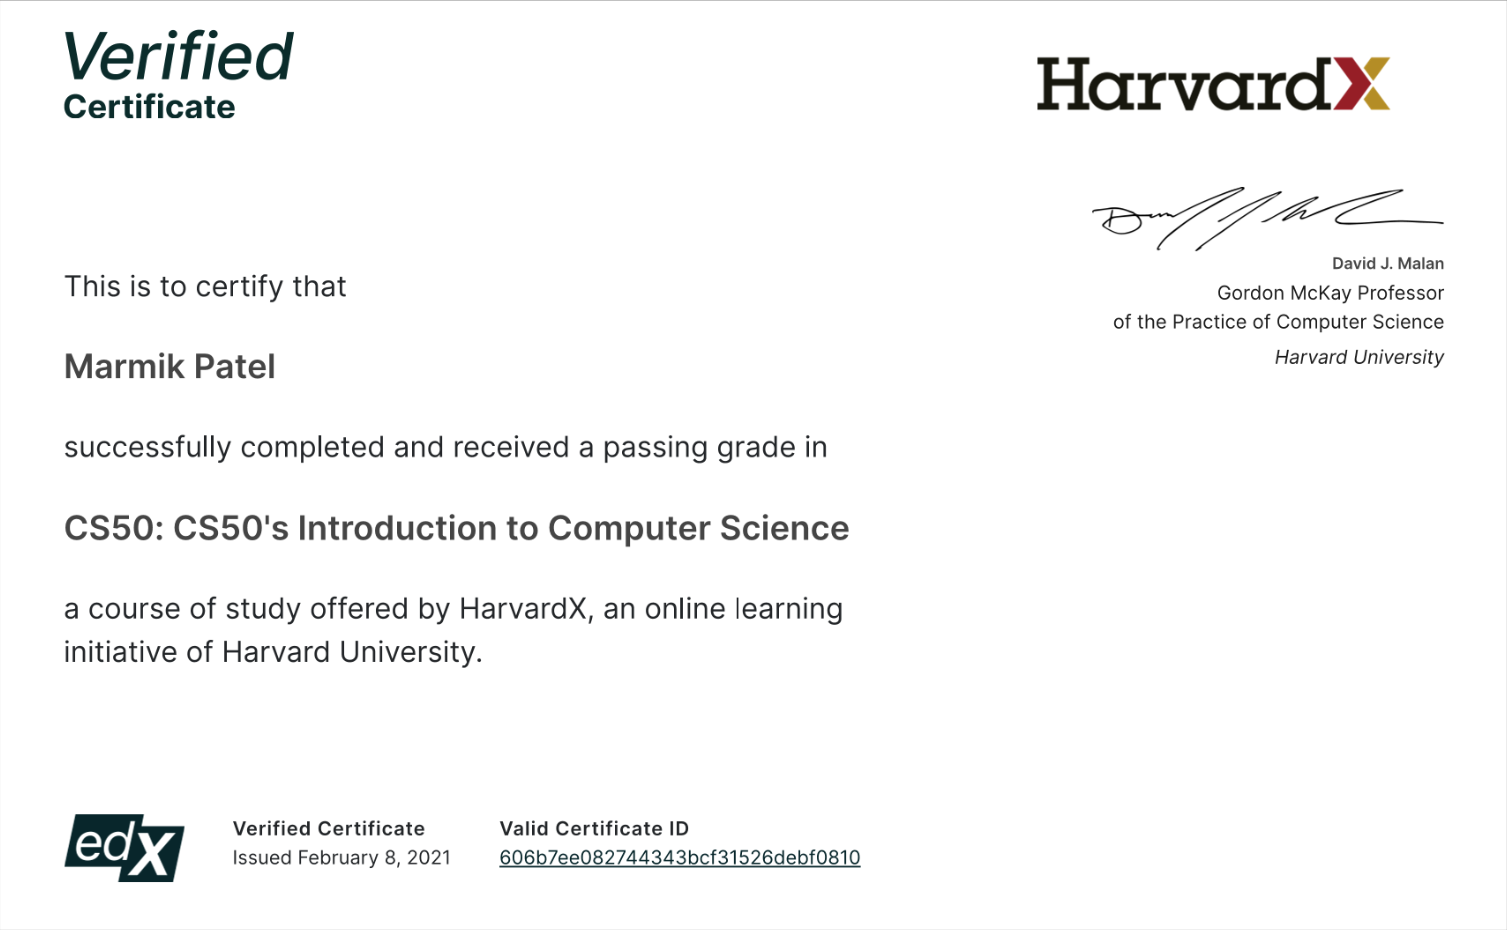 Verified
Certificate
HarvardX
David J. Malan
Gordon McKay Professor
of the Practice of Computer Science
Harvard University
This is to certify that
Marmik Patel
successfully completed and received a passing grade in
CS50: CS50's Introduction to Computer Science
a course of study offered by HarvardX, an online learning
initiative of Harvard University.
edX
Verified Certificate
Issued February 8, 2021
Valid Certificate ID
606b7ee082744343bcf31526debf0810